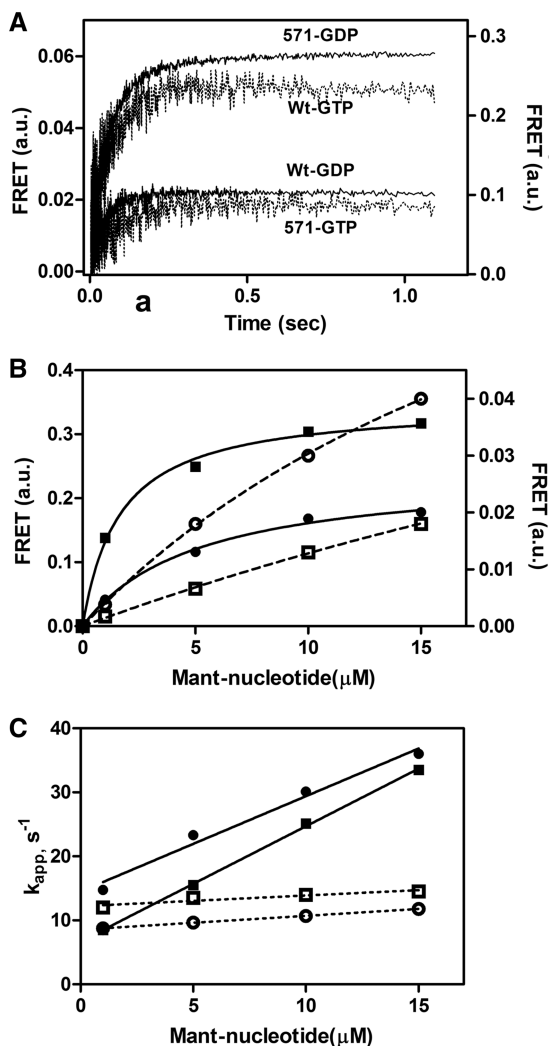 A
571-GDP
Wt-GTP
Wt-GDP
571-GTP
FRET (a.u.)
0.06
0.04
0.02
0.00
0.3
0.2
0.1
0.0
FRET (a.u.)
0.0
0.5
1.0
a
Time (sec)
B
FRET (a.u.)
0.4
0.3
0.2
0.1
0.0
0.04
0.03
0.02
0.01
0.00
FRET (a.u.)
0
5
10
15
Mant-nucleotide(μM)
C
kapp, s-1
40
30
20
10
0
0
5
10
15
Mant-nucleotide(μM)